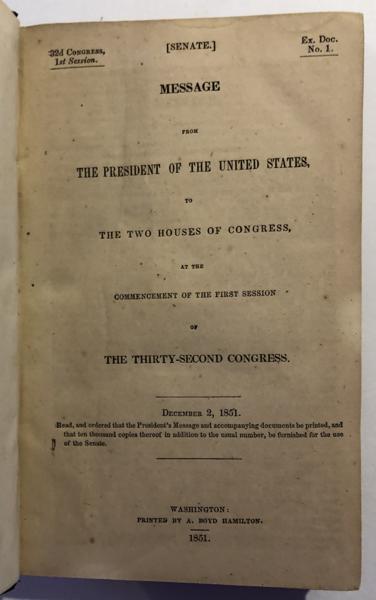 32d Congress,
1st Session.
[SENATE.]
Ex. Doc.
No. 1.
MESSAGE
FROM
THE PRESIDENT OF THE UNITED STATES,
TO
THE TWO HOUSES OF CONGRESS,
AT THE
COMMENCEMENT OF THE FIRST SESSION
OF
THE THIRTY-SECOND CONGRESS.
December 2, 1851.
Read, and ordered that the President's Message and accompanying documents be printed, and
that ten thousand copies thereof in addition to the usual number, be furnished for the use
of the Senate.
WASHINGTON:
PRINTED BY A. BOYD HAMILTON.
1851.